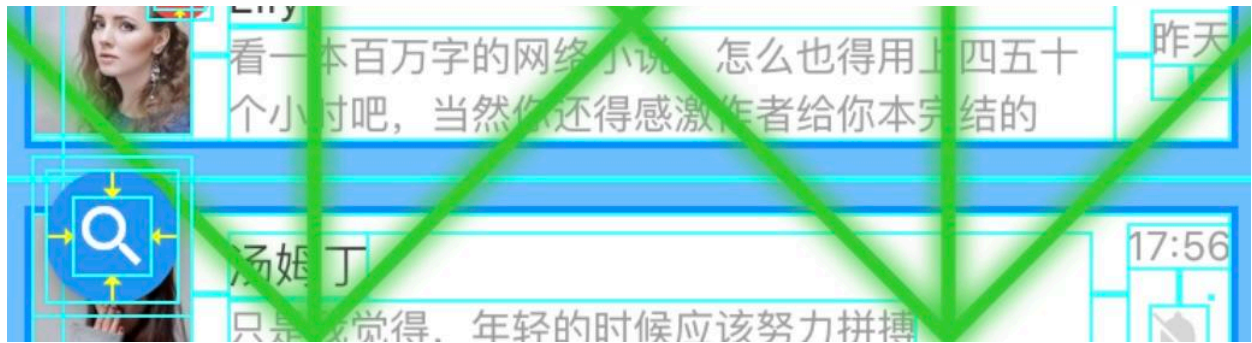 Elly
昨天
看一本百万字的网络小说，怎么也得用上四五十
个小时吧，当然你还得感激作者给你本完结的
汤姆丁
17:56
只是我觉得，年轻的时候应该努力拼搏